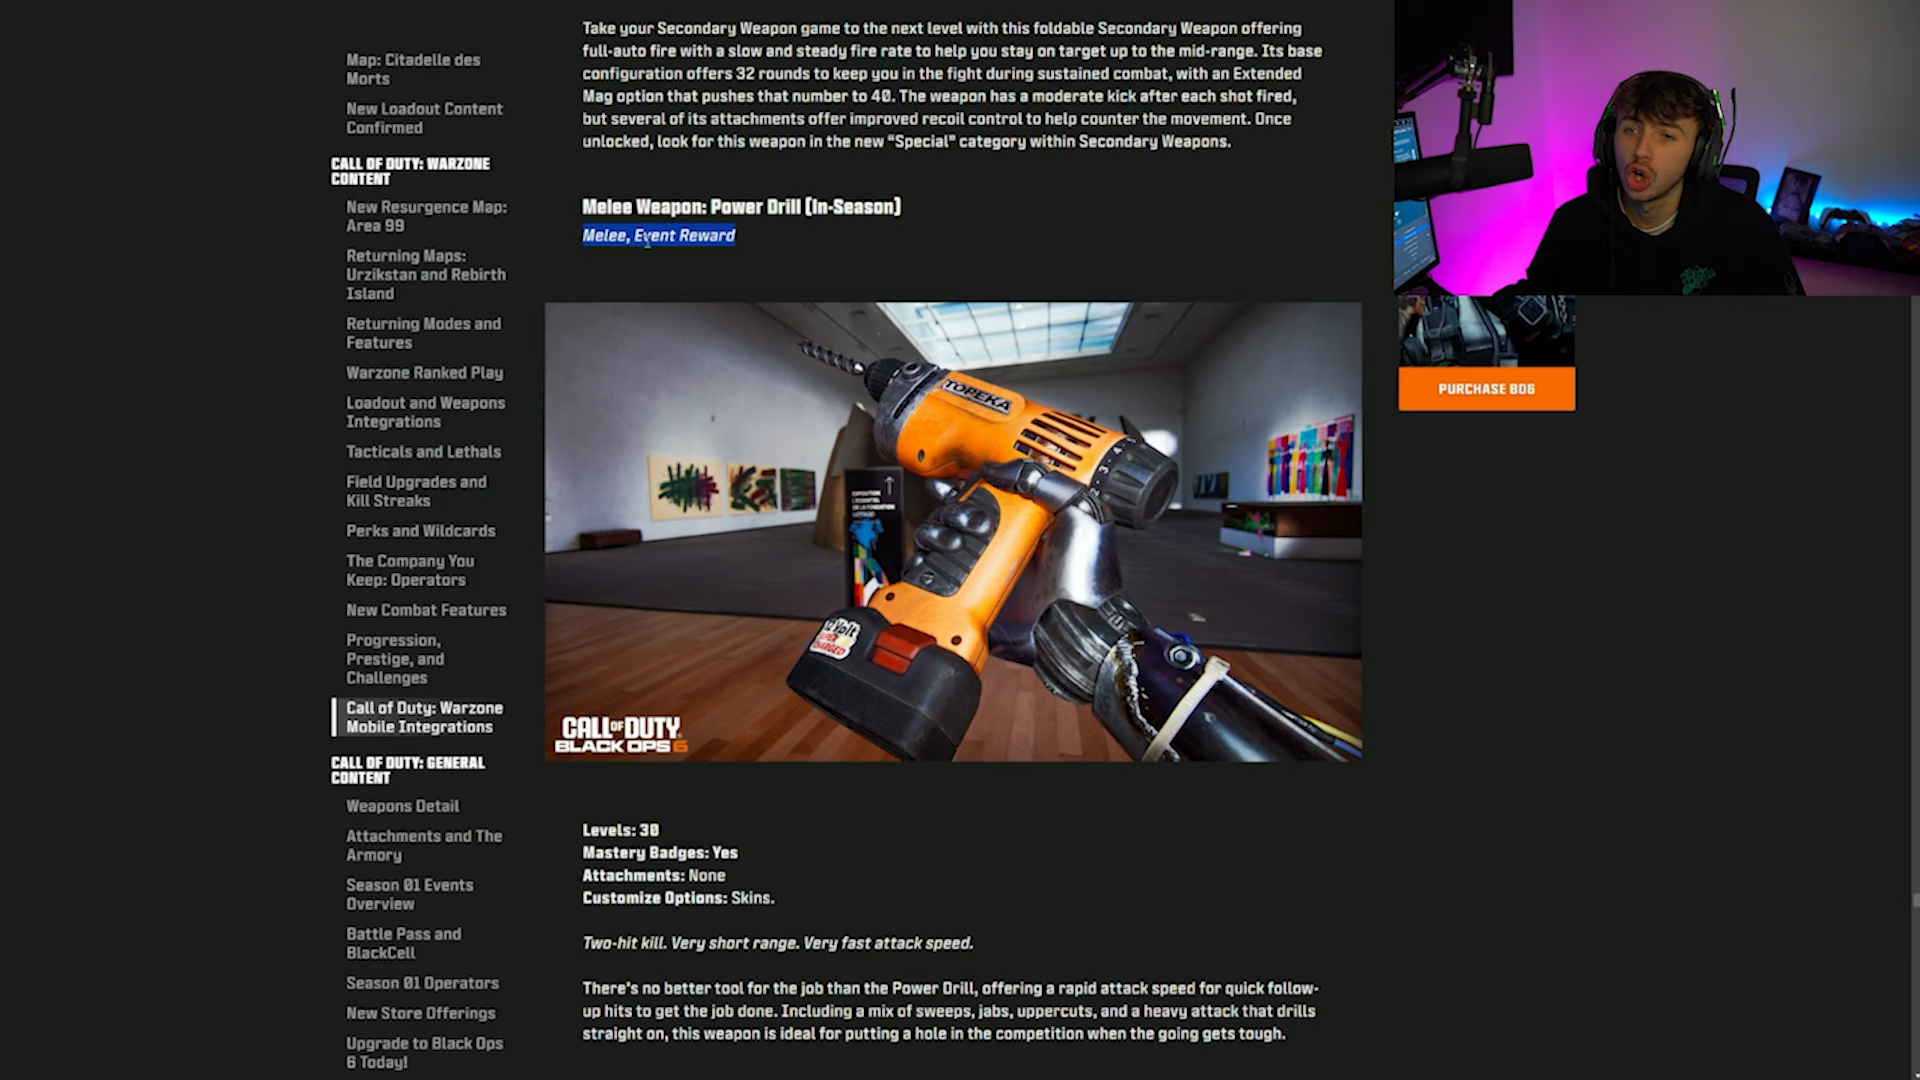 Take your Secondary Weapon game to the next level with this foldable Secondary Weapon offering
full-auto fire with a slow and steady fire rate to help you stay on target up to the mid-range. Its base
configuration offers 32 rounds to keep you in the fight during sustained combat, with an Extended
Mag option that pushes that number to 40. The weapon has a moderate kick after each shot fired,
but several of its attachments offer improved recoil control to help counter the movement. Once
unlocked, look for this weapon in the new “Special” category within Secondary Weapons.
Map: Citadelle des
Morts
New Loadout Content
Confirmed
CALL OF DUTY: WARZONE
CONTENT
New Resurgence Map:
Area 99
Returning Maps:
Urzikstan and Rebirth
Island
Returning Modes and
Features
Warzone Ranked Play
Loadout and Weapons
Integrations
Tacticals and Lethals
Field Upgrades and
Kill Streaks
Perks and Wildcards
The Company You
Keep: Operators
New Combat Features
Progression,
Prestige, and
Challenges
Call of Duty: Warzone
Mobile Integrations
CALL OF DUTY: GENERAL
CONTENT
Weapons Detail
Attachments and The
Armory
Season 01 Events
Overview
Battle Pass and
BlackCell
Season 01 Operators
New Store Offerings
Upgrade to Black Ops
6 Today!
Melee Weapon: Power Drill (In-Season)
Melee, Event Reward
TOPEKA
SUPER
CHARGED
CALL OF DUTY
BLACK OPS 6
PURCHASE BO6
Levels: 30
Mastery Badges: Yes
Attachments: None
Customize Options: Skins.
Two-hit kill. Very short range. Very fast attack speed.
There's no better tool for the job than the Power Drill, offering a rapid attack speed for quick follow-
up hits to get the job done. Including a mix of sweeps, jabs, uppercuts, and a heavy attack that drills
straight on, this weapon is ideal for putting a hole in the competition when the going gets tough.